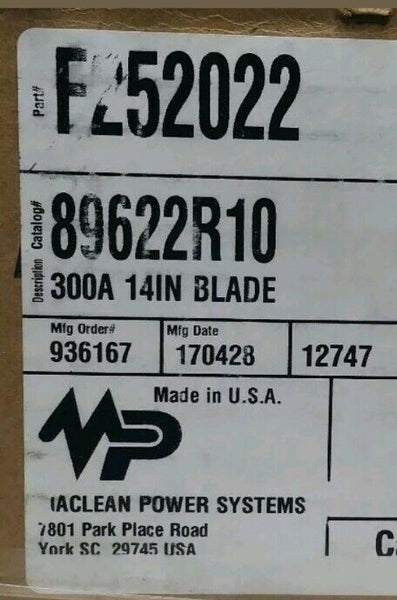 Part# F252022
Catalog# 89622R10
Description 300A 14IN BLADE
Mfg Order# Mfg Date
936167 170428 12747
Made in U.S.A.
MP
MACLEAN POWER SYSTEMS
7801 Park Place Road
York SC 29745 USA